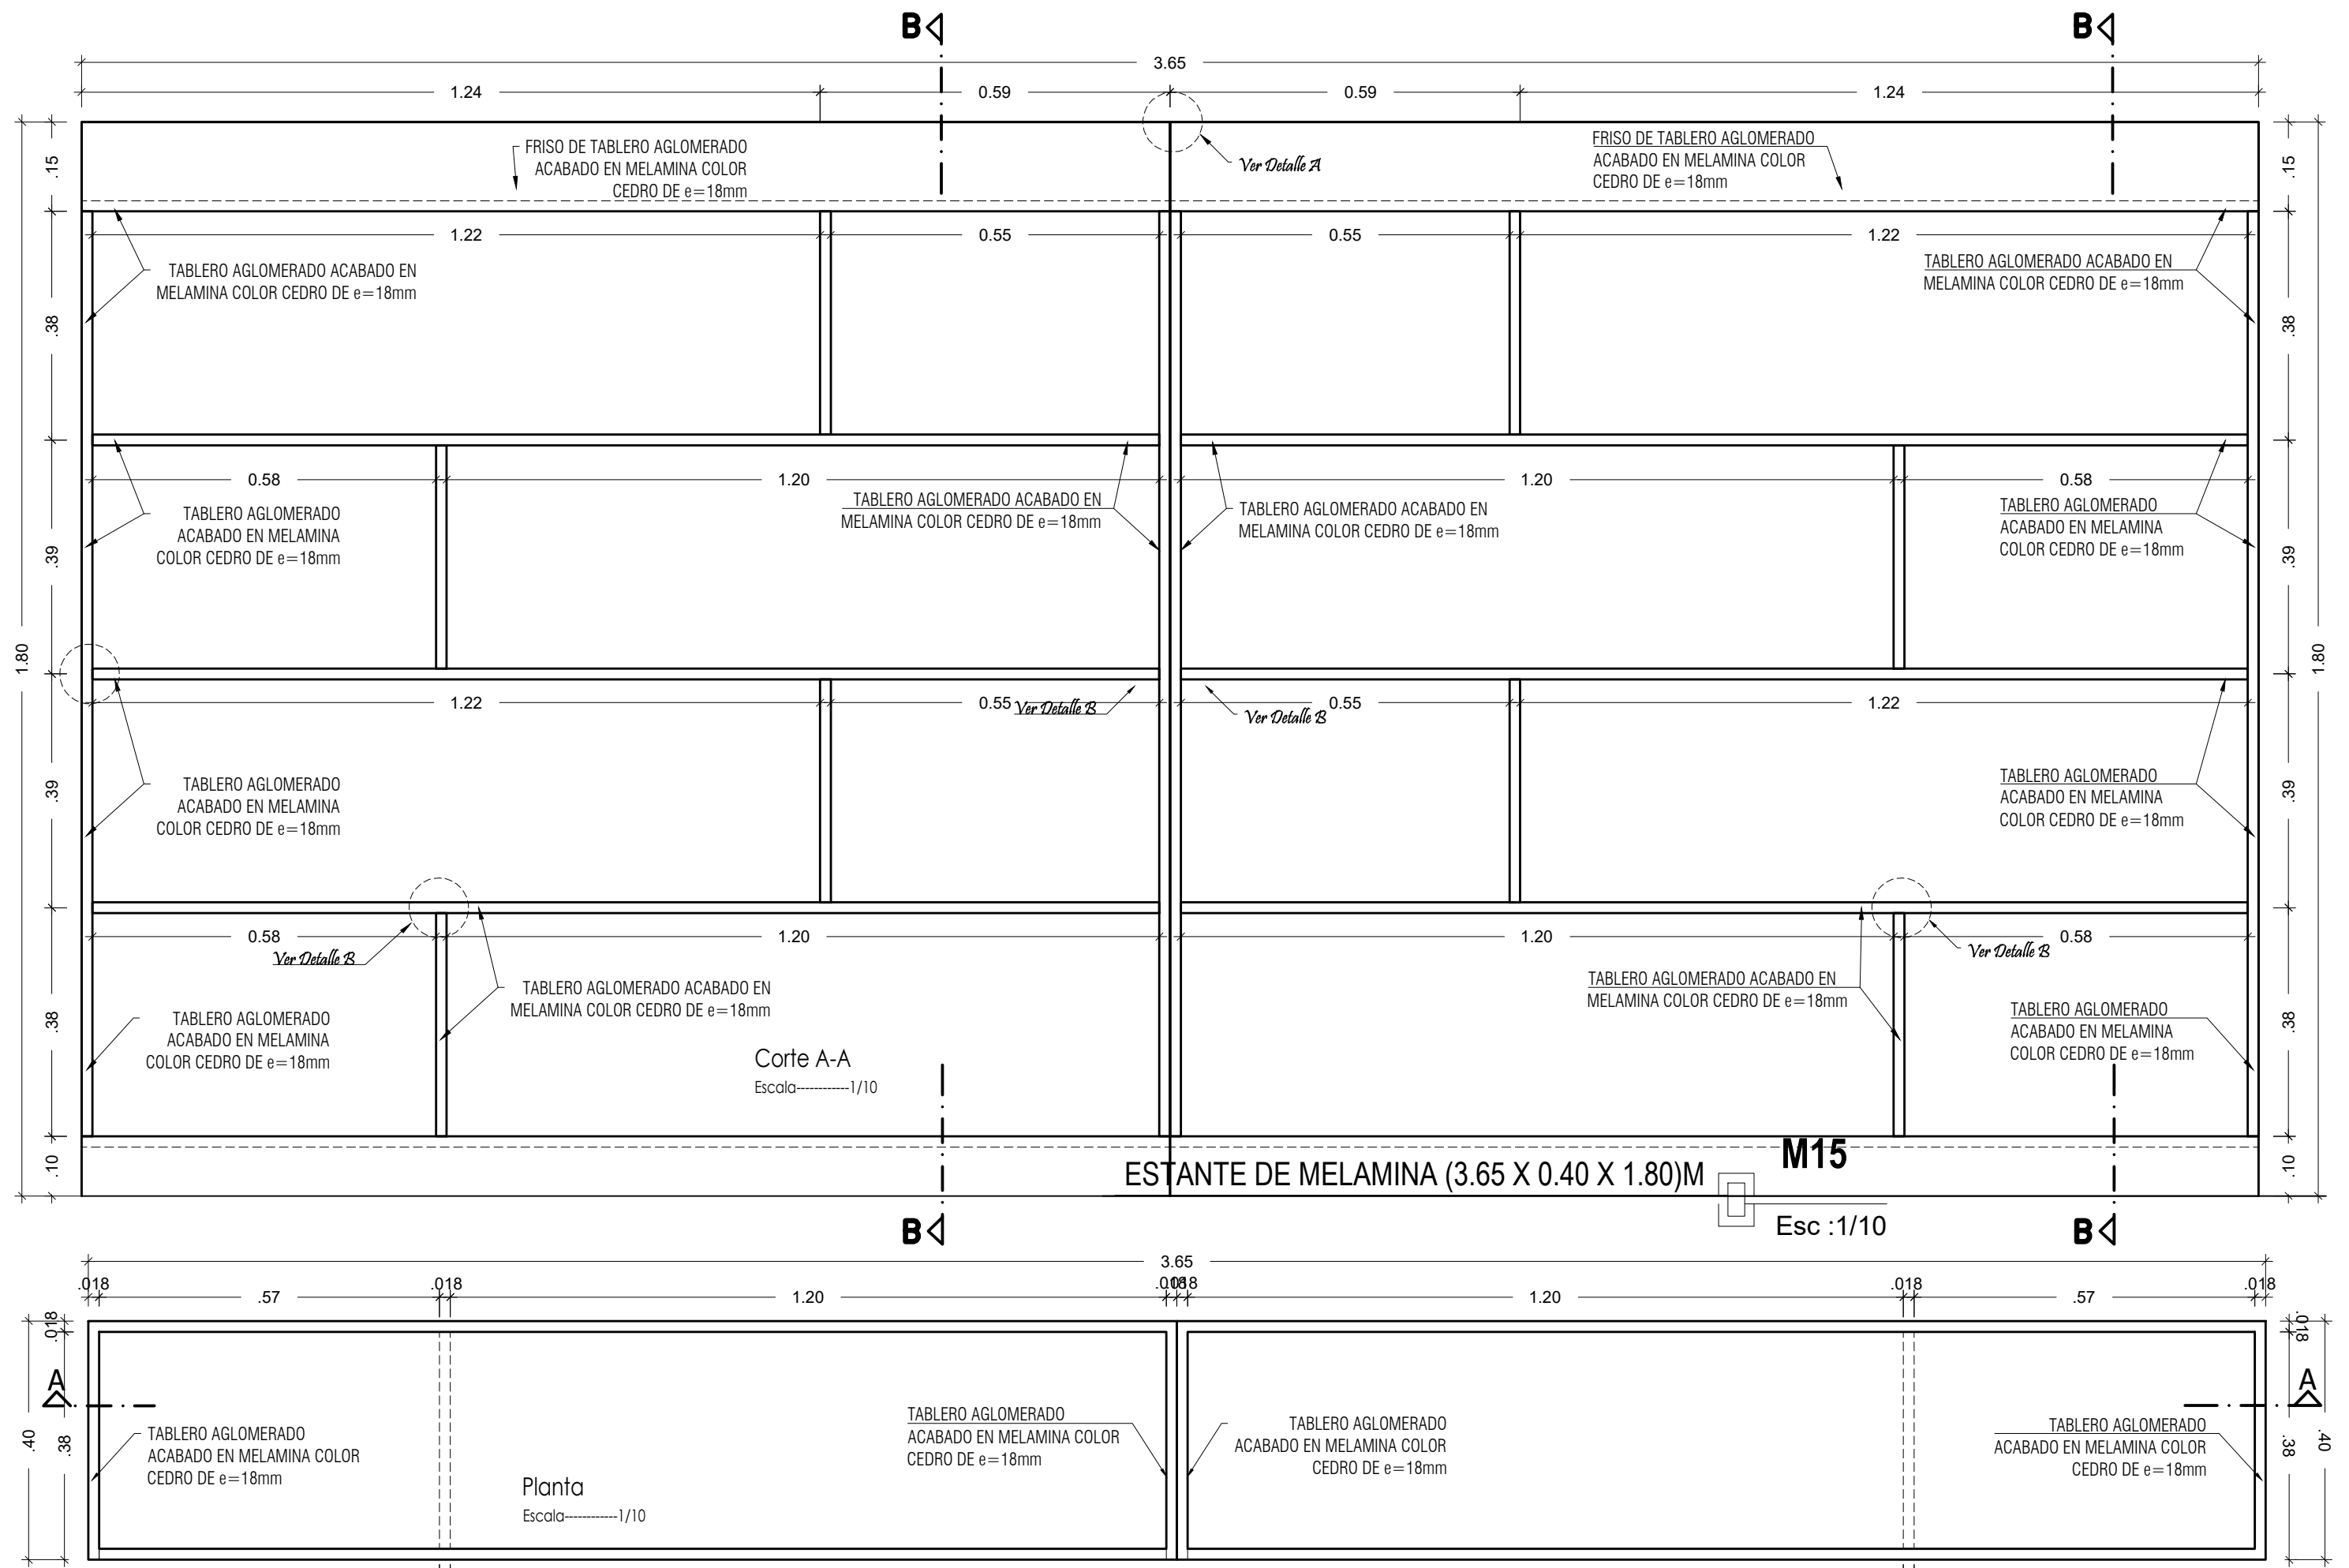 B
B
3.65
1.24
0.59
0.59
1.24
FRISO DE TABLERO AGLOMERADO
ACABADO EN MELAMINA COLOR
CEDRO DE e=18mm
Ver Detalle A
FRISO DE TABLERO AGLOMERADO
ACABADO EN MELAMINA COLOR
CEDRO DE e=18mm
.15
.15
1.22
0.55
0.55
1.22
TABLERO AGLOMERADO ACABADO EN
MELAMINA COLOR CEDRO DE e=18mm
TABLERO AGLOMERADO ACABADO EN
MELAMINA COLOR CEDRO DE e=18mm
.38
.38
0.58
1.20
1.20
0.58
TABLERO AGLOMERADO
ACABADO EN MELAMINA
COLOR CEDRO DE e=18mm
TABLERO AGLOMERADO ACABADO EN
MELAMINA COLOR CEDRO DE e=18mm
TABLERO AGLOMERADO ACABADO EN
MELAMINA COLOR CEDRO DE e=18mm
TABLERO AGLOMERADO
ACABADO EN MELAMINA
COLOR CEDRO DE e=18mm
.39
.39
1.80
1.80
1.22
0.55
Ver Detalle B
Ver Detalle B
0.55
1.22
TABLERO AGLOMERADO
ACABADO EN MELAMINA
COLOR CEDRO DE e=18mm
TABLERO AGLOMERADO
ACABADO EN MELAMINA
COLOR CEDRO DE e=18mm
.39
.39
0.58
1.20
1.20
0.58
Ver Detalle B
Ver Detalle B
TABLERO AGLOMERADO ACABADO EN
MELAMINA COLOR CEDRO DE e=18mm
TABLERO AGLOMERADO ACABADO EN
MELAMINA COLOR CEDRO DE e=18mm
TABLERO AGLOMERADO
ACABADO EN MELAMINA
COLOR CEDRO DE e=18mm
TABLERO AGLOMERADO
ACABADO EN MELAMINA
COLOR CEDRO DE e=18mm
.38
.38
Corte A-A
Escala------------1/10
.10
.10
ESTANTE DE MELAMINA (3.65 X 0.40 X 1.80)M
M15
Esc :1/10
B
B
3.65
.018
.018
.018
.018
.018
.018
.57
1.20
1.20
.57
.018
.018
A
A
.40
.38
.38
.40
TABLERO AGLOMERADO
ACABADO EN MELAMINA COLOR
CEDRO DE e=18mm
TABLERO AGLOMERADO
ACABADO EN MELAMINA COLOR
CEDRO DE e=18mm
TABLERO AGLOMERADO
ACABADO EN MELAMINA COLOR
CEDRO DE e=18mm
TABLERO AGLOMERADO
ACABADO EN MELAMINA COLOR
CEDRO DE e=18mm
Planta
Escala------------1/10